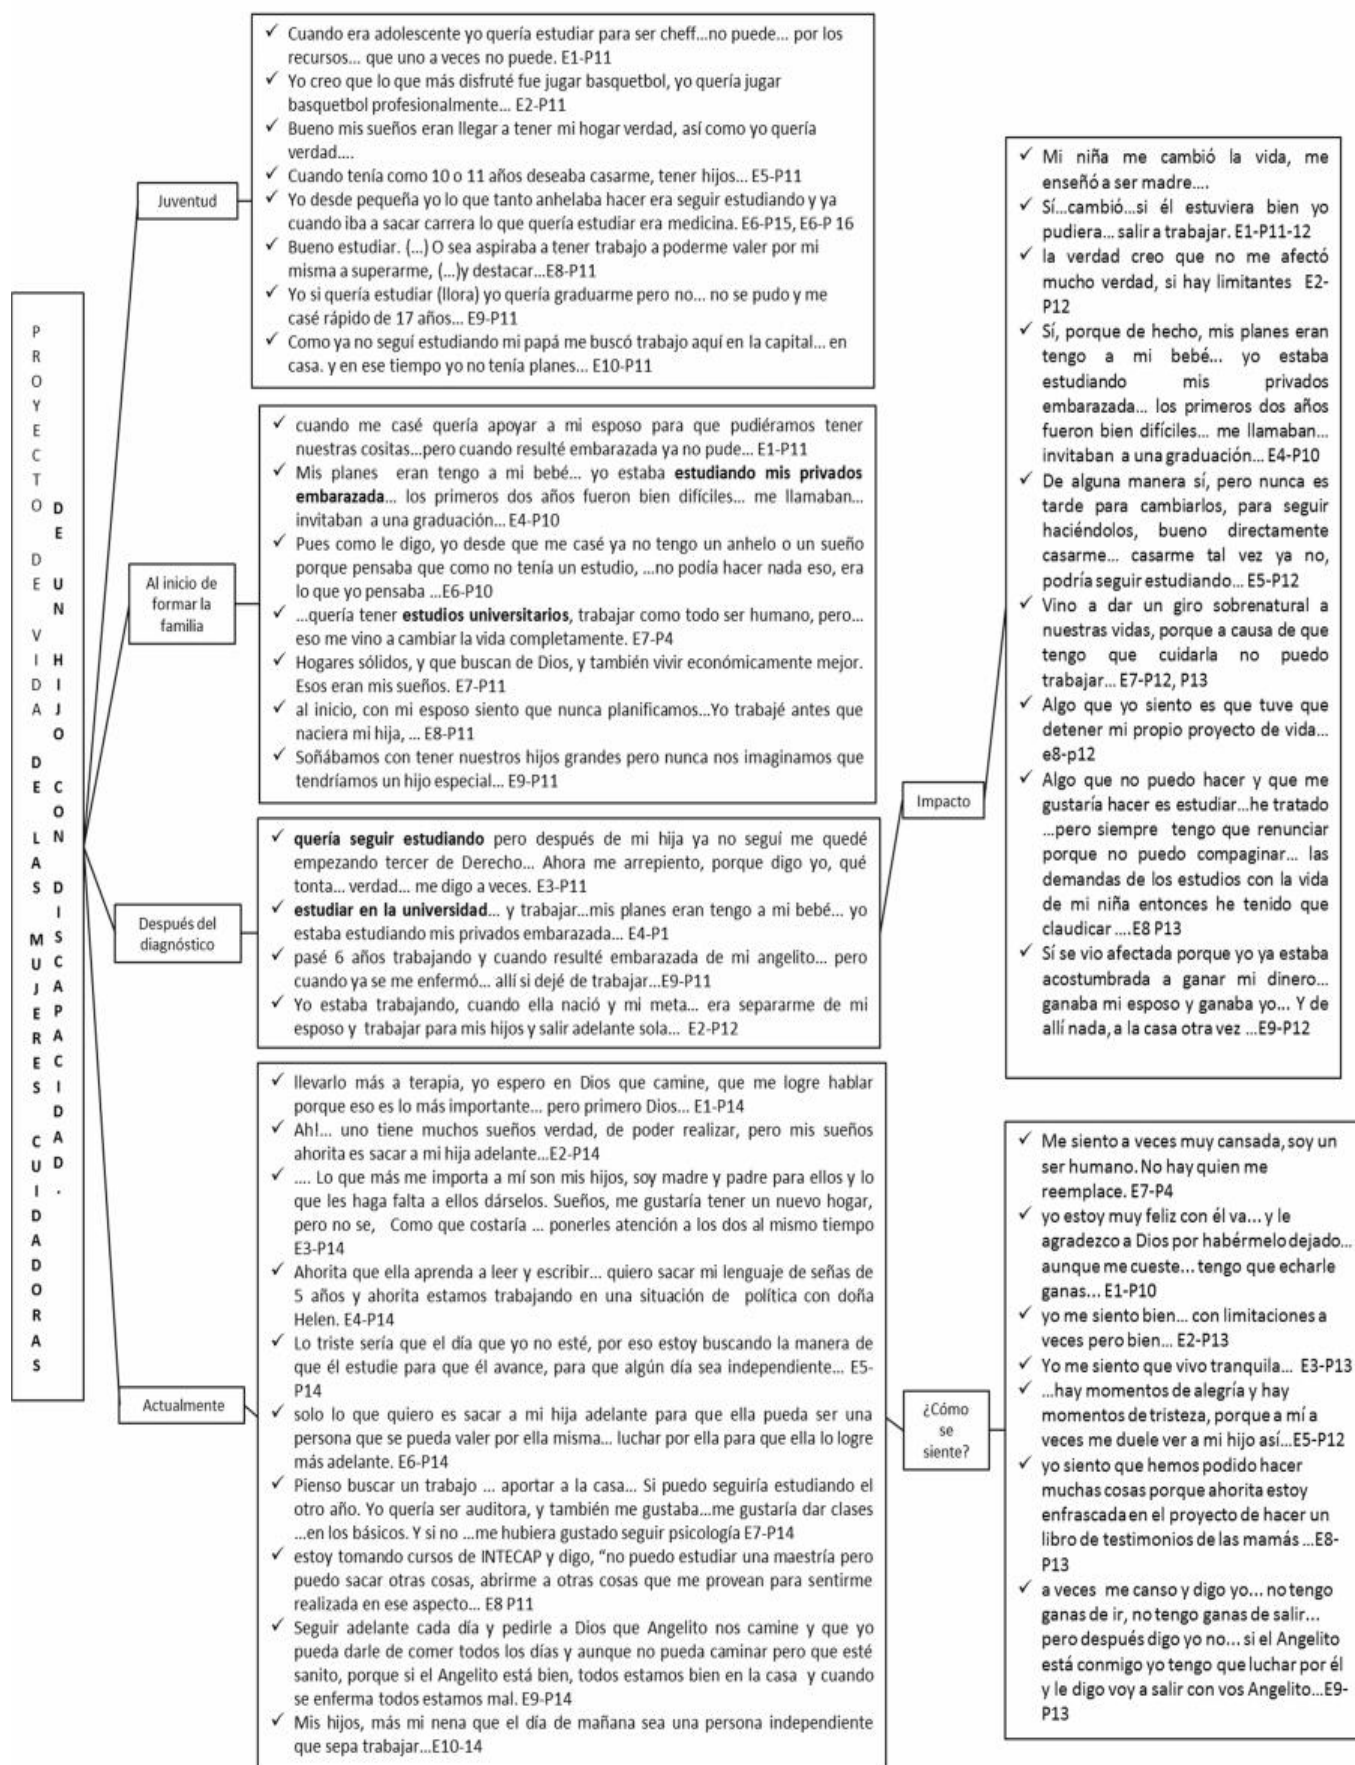 PROYECTO DE VIDA DE LAS MUJERES CUIDADORAS
DE UN HIJO CON DISCAPACIDAD.
Juventud
✓ Cuando era adolescente yo quería estudiar para ser cheff...no puede... por los
recursos... que uno a veces no puede. E1-P11
✓ Yo creo que lo que más disfruté fue jugar basquetbol, yo quería jugar
basquetbol profesionalmente... E2-P11
✓ Bueno mis sueños eran llegar a tener mi hogar verdad, así como yo quería
verdad....
✓ Cuando tenía como 10 o 11 años deseaba casarme, tener hijos... E5-P11
✓ Yo desde pequeña yo lo que tanto anhelaba hacer era seguir estudiando y ya
cuando iba a sacar carrera lo que quería estudiar era medicina. E6-P15, E6-P 16
✓ Bueno estudiar. (...) O sea aspiraba a tener trabajo a poderme valer por mi
misma a superarme, (...)y destacar...E8-P11
✓ Yo si quería estudiar (llora) yo quería graduarme pero no... no se pudo y me
casé rápido de 17 años... E9-P11
✓ Como ya no seguí estudiando mi papá me buscó trabajo aquí en la capital... en
casa. y en ese tiempo yo no tenía planes... E10-P11
Al inicio de
formar la
familia
✓ cuando me casé quería apoyar a mi esposo para que pudiéramos tener
nuestras cositas...pero cuando resulté embarazada ya no pude... E1-P11
✓ Mis planes eran tengo a mi bebé... yo estaba estudiando mis privados
embarazada... los primeros dos años fueron bien difíciles... me llamaban...
invitaban a una graduación... E4-P10
✓ Pues como le digo, yo desde que me casé ya no tengo un anhelo o un sueño
porque pensaba que como no tenía un estudio, ...no podía hacer nada eso, era
lo que yo pensaba ...E6-P10
✓ ...quería tener estudios universitarios, trabajar como todo ser humano, pero...
eso me vino a cambiar la vida completamente. E7-P4
✓ Hogares sólidos, y que buscan de Dios, y también vivir económicamente mejor.
Esos eran mis sueños. E7-P11
✓ al inicio, con mi esposo siento que nunca planificamos...Yo trabajé antes que
naciera mi hija, ... E8-P11
✓ Soñábamos con tener nuestros hijos grandes pero nunca nos imaginamos que
tendríamos un hijo especial... E9-P11
Después del
diagnóstico
✓ quería seguir estudiando pero después de mi hija ya no seguí me quedé
empezando tercer de Derecho... Ahora me arrepiento, porque digo yo, qué
tonta... verdad... me digo a veces. E3-P11
✓ estudiar en la universidad... y trabajar...mis planes eran tengo a mi bebé... yo
estaba estudiando mis privados embarazada... E4-P1
✓ pasé 6 años trabajando y cuando resulté embarazada de mi angelito... pero
cuando ya se me enfermó... allí si dejé de trabajar...E9-P11
✓ Yo estaba trabajando, cuando ella nació y mi meta... era separarme de mi
esposo y trabajar para mis hijos y salir adelante sola... E2-P12
Impacto
✓ Mi niña me cambió la vida, me
enseñó a ser madre....
✓ Sí...cambió...si él estuviera bien yo
pudiera... salir a trabajar. E1-P11-12
✓ la verdad creo que no me afectó
mucho verdad, si hay limitantes E2-
P12
✓ Sí, porque de hecho, mis planes eran
tengo a mi bebé... yo estaba
estudiando mis privados
embarazada... los primeros dos años
fueron bien difíciles... me llamaban...
invitaban a una graduación... E4-P10
✓ De alguna manera sí, pero nunca es
tarde para cambiarlos, para seguir
haciéndolos, bueno directamente
casarme... casarme tal vez ya no,
podría seguir estudiando... E5-P12
✓ Vino a dar un giro sobrenatural a
nuestras vidas, porque a causa de que
tengo que cuidarla no puedo
trabajar... E7-P12, P13
✓ Algo que yo siento es que tuve que
detener mi propio proyecto de vida...
e8-p12
✓ Algo que no puedo hacer y que me
gustaría hacer es estudiar...he tratado
...pero siempre tengo que renunciar
porque no puedo compaginar... las
demandas de los estudios con la vida
de mi niña entonces he tenido que
claudicar ....E8 P13
✓ Sí se vio afectada porque yo ya estaba
acostumbrada a ganar mi dinero...
ganaba mi esposo y ganaba yo... Y de
allí nada, a la casa otra vez ...E9-P12
Actualmente
✓ llevarlo más a terapia, yo espero en Dios que camine, que me logre hablar
porque eso es lo más importante... pero primero Dios... E1-P14
✓ Ah!... uno tiene muchos sueños verdad, de poder realizar, pero mis sueños
ahorita es sacar a mi hija adelante...E2-P14
✓ .... Lo que más me importa a mí son mis hijos, soy madre y padre para ellos y lo
que les haga falta a ellos dárselos. Sueños, me gustaría tener un nuevo hogar,
pero no se, Como que costaría ... ponerles atención a los dos al mismo tiempo
E3-P14
✓ Ahorita que ella aprenda a leer y escribir... quiero sacar mi lenguaje de señas de
5 años y ahorita estamos trabajando en una situación de política con doña
Helen. E4-P14
✓ Lo triste sería que el día que yo no esté, por eso estoy buscando la manera de
que él estudie para que él avance, para que algún día sea independiente... E5-
P14
✓ solo lo que quiero es sacar a mi hija adelante para que ella pueda ser una
persona que se pueda valer por ella misma... luchar por ella para que ella lo logre
más adelante. E6-P14
✓ Pienso buscar un trabajo ... aportar a la casa... Si puedo seguiría estudiando el
otro año. Yo quería ser auditora, y también me gustaba...me gustaría dar clases
...en los básicos. Y si no ...me hubiera gustado seguir psicología E7-P14
✓ estoy tomando cursos de INTECAP y digo, “no puedo estudiar una maestría pero
puedo sacar otras cosas, abrirme a otras cosas que me provean para sentirme
realizada en ese aspecto... E8 P11
✓ Seguir adelante cada día y pedirle a Dios que Angelito nos camine y que yo
pueda darle de comer todos los días y aunque no pueda caminar pero que esté
sanito, porque si el Angelito está bien, todos estamos bien en la casa y cuando
se enferma todos estamos mal. E9-P14
✓ Mis hijos, más mi nena que el día de mañana sea una persona independiente
que sepa trabajar...E10-14
¿Cómo
se
siente?
✓ Me siento a veces muy cansada, soy un
ser humano. No hay quien me
reemplace. E7-P4
✓ yo estoy muy feliz con él va... y le
agradezco a Dios por habérmelo dejado...
aunque me cueste... tengo que echarle
ganas... E1-P10
✓ yo me siento bien... con limitaciones a
veces pero bien... E2-P13
✓ Yo me siento que vivo tranquila... E3-P13
✓ ...hay momentos de alegría y hay
momentos de tristeza, porque a mí a
veces me duele ver a mi hijo así...E5-P12
✓ yo siento que hemos podido hacer
muchas cosas porque ahorita estoy
enfrascada en el proyecto de hacer un
libro de testimonios de las mamás ...E8-
P13
✓ a veces me canso y digo yo... no tengo
ganas de ir, no tengo ganas de salir...
pero después digo yo no... si el Angelito
está conmigo yo tengo que luchar por él
y le digo voy a salir con vos Angelito...E9-
P13